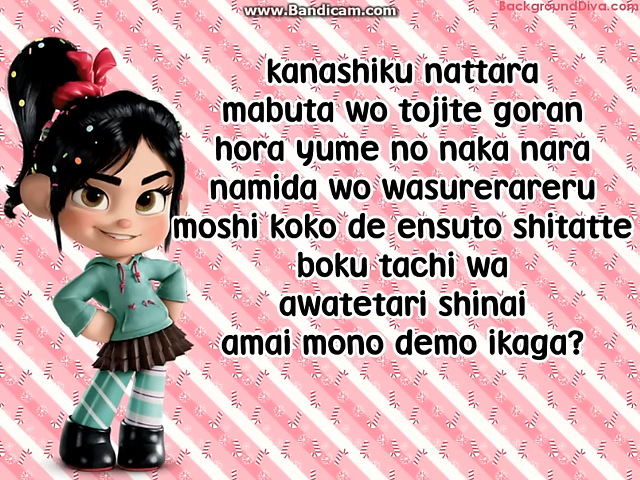 www.Bandicam.com
BackgroundDiva.com
kanashiku nattara
mabuta wo tojite goran
hora yume no naka nara
namida wo wasurerareru
moshi koko de ensuto shitatte
boku tachi wa
awatetari shinai
amai mono demo ikaga?